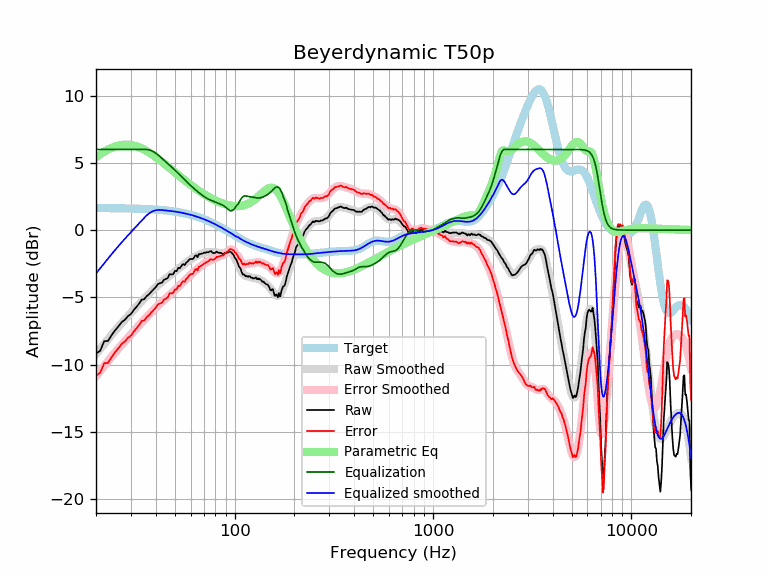 Beyerdynamic T50p
Amplitude (dBr)
10
5
0
−5
−10
−15
−20
Target
Raw Smoothed
Error Smoothed
Raw
Error
Parametric Eq
Equalization
Equalized smoothed
100
1000
10000
Frequency (Hz)